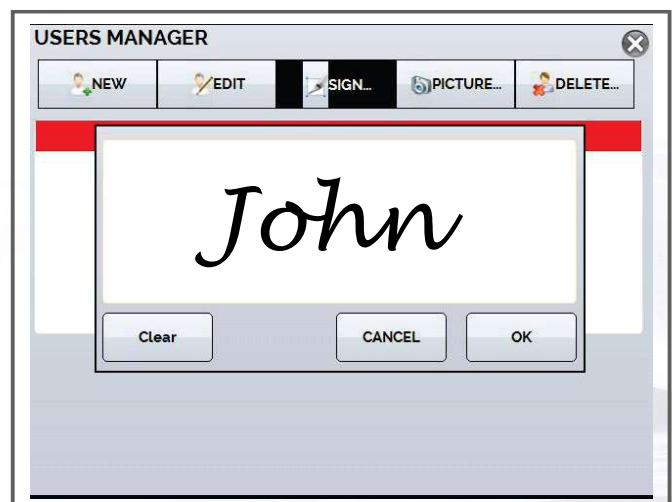 USERS MANAGER
NEW EDIT SIGN... PICTURE... DELETE...
John
Clear CANCEL OK